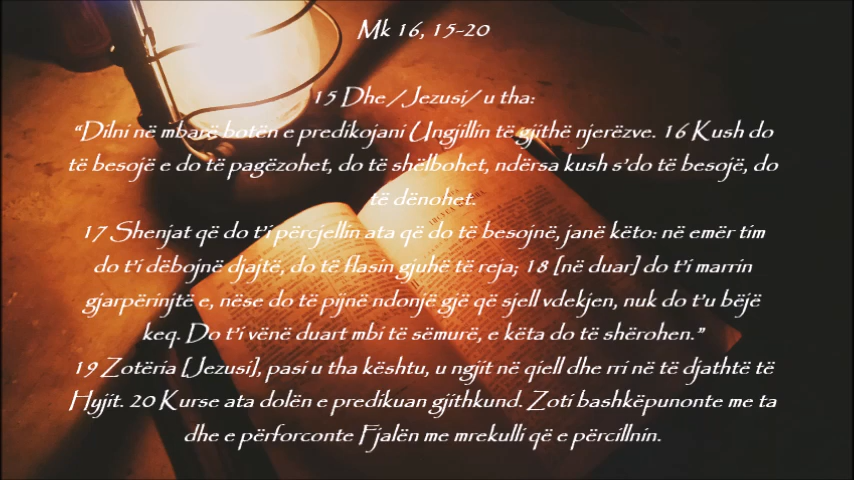 Mk 16, 15-20
15 Dhe /Jezusi/ u tha:
“Dilni në mbarë botën e predikojani Ungjillin të gjithë njerëzve. 16 Kush do
të besojë e do të pagëzohet, do të shëlbohet, ndërsa kush s’do të besojë, do
të dënohet.
17 Shenjat që do t’i përcjellin ata që do të besojnë, janë këto: në emër tim
do t’i dëbojnë djajtë, do të flasin gjuhë të reja; 18 [në duar] do t’i marrin
gjarpërinjtë e, nëse do të pijnë ndonjë gjë që sjell vdekjen, nuk do t’u bëjë
keq. Do t’i vënë duart mbi të sëmurë, e këta do të shërohen.”
19 Zotëria [Jezusi], pasi u tha kështu, u ngjit në qiell dhe rri në të djathtë të
Hyjit. 20 Kurse ata dolën e predikuan gjithkund. Zoti bashkëpunonte me ta
dhe e përforconte Fjalën me mrekulli që e përcillnin.